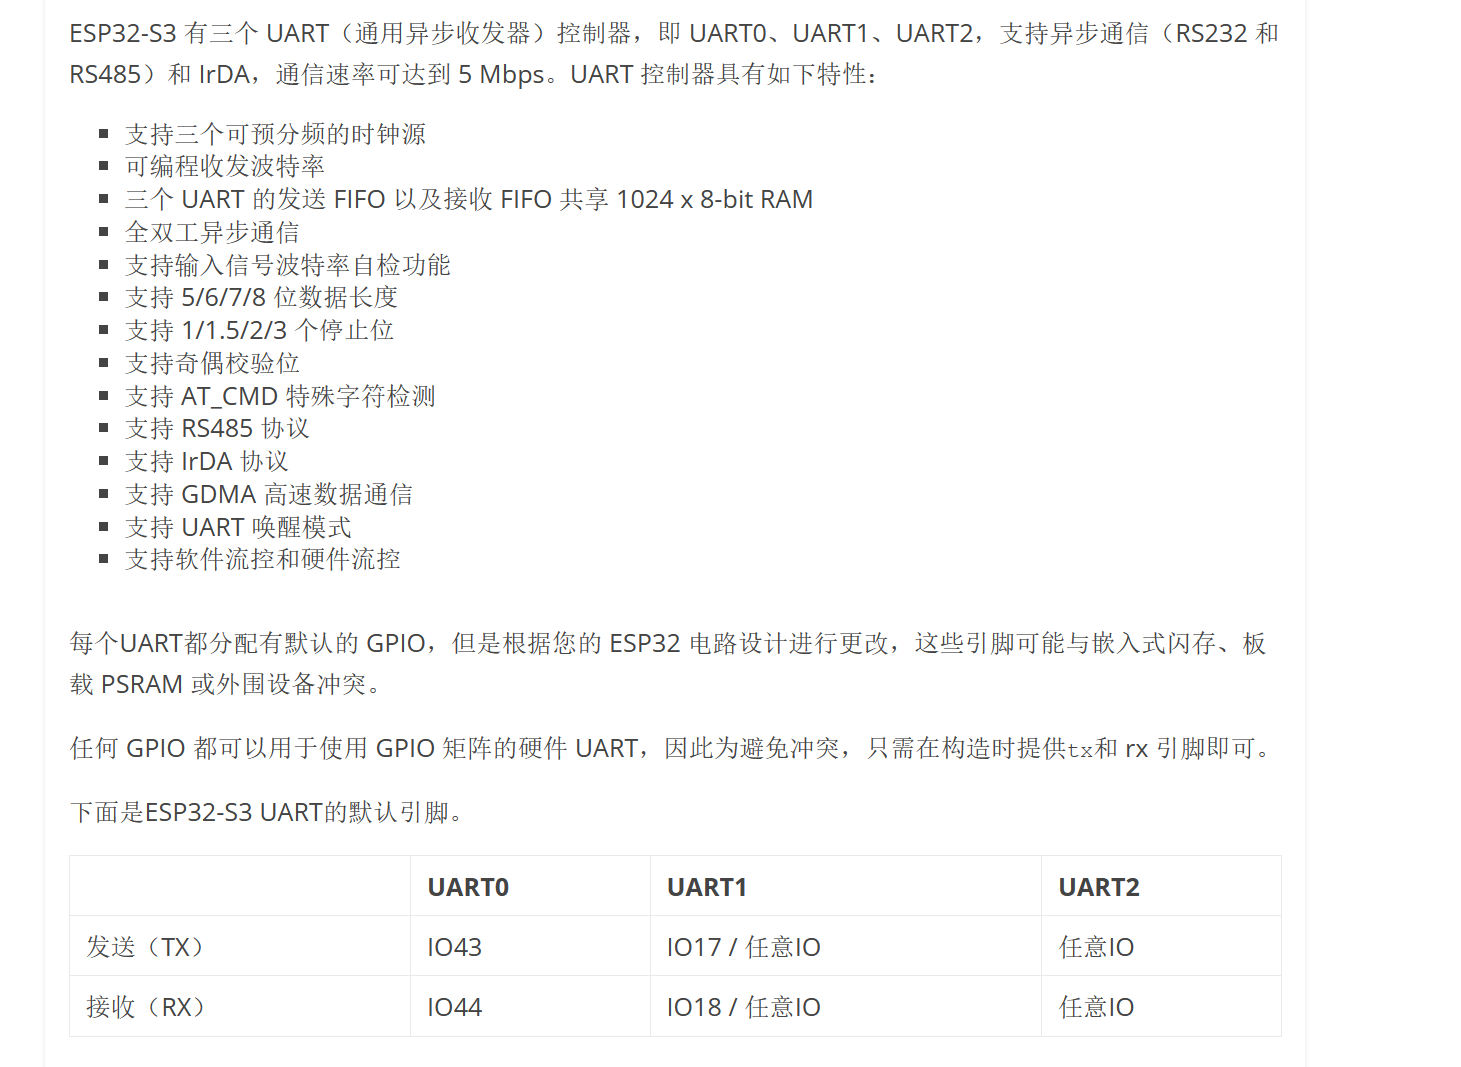 ESP32-S3 有三个 UART（通用异步收发器）控制器，即 UART0、UART1、UART2，支持异步通信（RS232 和
RS485）和 IrDA，通信速率可达到 5 Mbps。UART 控制器具有如下特性：
▪ 支持三个可预分频的时钟源
▪ 可编程收发波特率
▪ 三个 UART 的发送 FIFO 以及接收 FIFO 共享 1024 x 8-bit RAM
▪ 全双工异步通信
▪ 支持输入信号波特率自检功能
▪ 支持 5/6/7/8 位数据长度
▪ 支持 1/1.5/2/3 个停止位
▪ 支持奇偶校验位
▪ 支持 AT_CMD 特殊字符检测
▪ 支持 RS485 协议
▪ 支持 IrDA 协议
▪ 支持 GDMA 高速数据通信
▪ 支持 UART 唤醒模式
▪ 支持软件流控和硬件流控
每个UART都分配有默认的 GPIO，但是根据您的 ESP32 电路设计进行更改，这些引脚可能与嵌入式闪存、板
载 PSRAM 或外围设备冲突。
任何 GPIO 都可以用于使用 GPIO 矩阵的硬件 UART，因此为避免冲突，只需在构造时提供tx和 rx 引脚即可。
下面是ESP32-S3 UART的默认引脚。
UART0 UART1 UART2
发送（TX） IO43 IO17 / 任意IO 任意IO
接收（RX） IO44 IO18 / 任意IO 任意IO